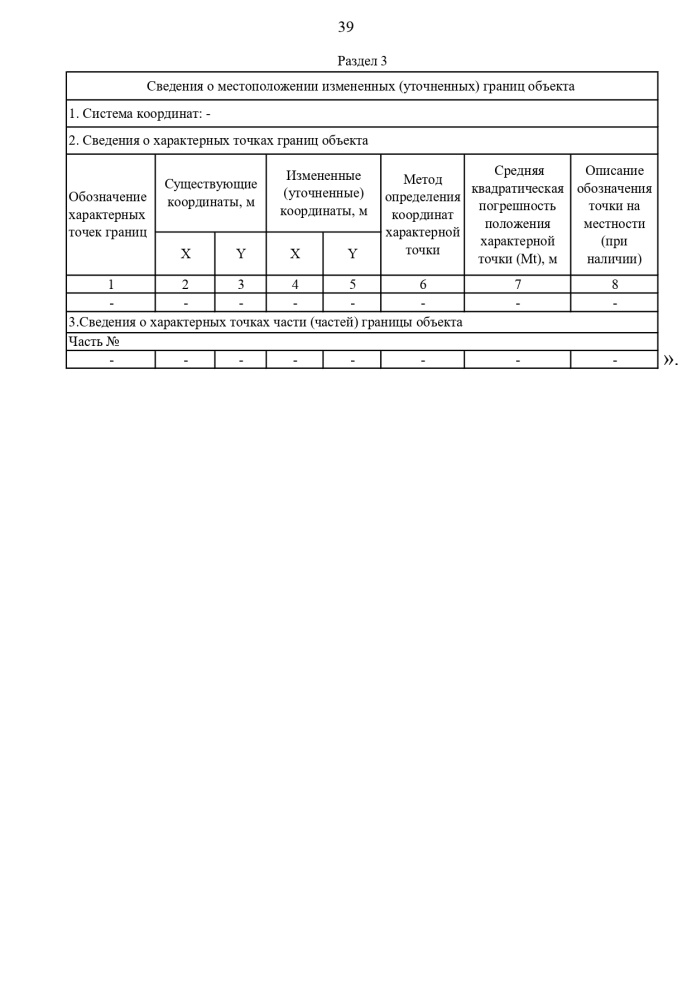 39
Раздел 3
Сведения о местоположении измененных (уточненных) границ объекта
1. Система координат: -
2. Сведения о характерных точках границ объекта
Обозначение
характерных
точек границ
Существующие
координаты, м
Измененные
(уточненные)
координаты, м
Метод
определения
координат
характерной
точки
Средняя
квадратическая
погрешность
положения
характерной
точки (Mt), м
Описание
обозначения
точки на
местности
(при
наличии)
X Y X Y
1 2 3 4 5 6 7 8
- - - - - - - -
3.Сведения о характерных точках части (частей) границы объекта
Часть №
- - - - - - - - ».